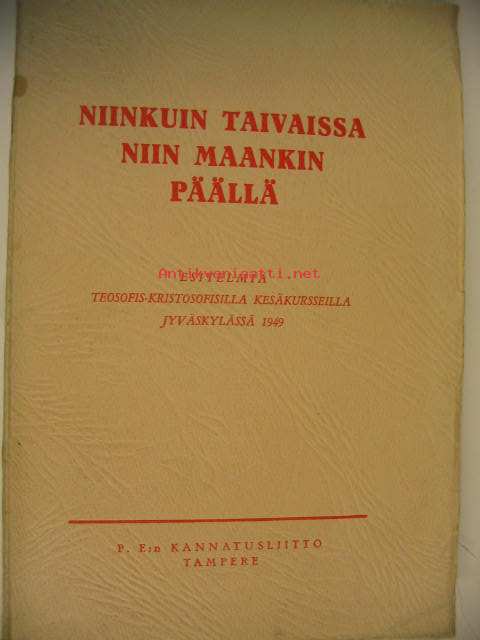 NIINKUIN TAIVAISSA
NIIN MAANKIN
PÄÄLLÄ
Antikvariaatti.net
ESITELMIÄ
TEOSOFIS-KRISTOSOFISILLA KESÄKURSSEILLA
JYVÄSKYLÄSSÄ 1949
P. E:n KANNATUSLIITTO
TAMPERE